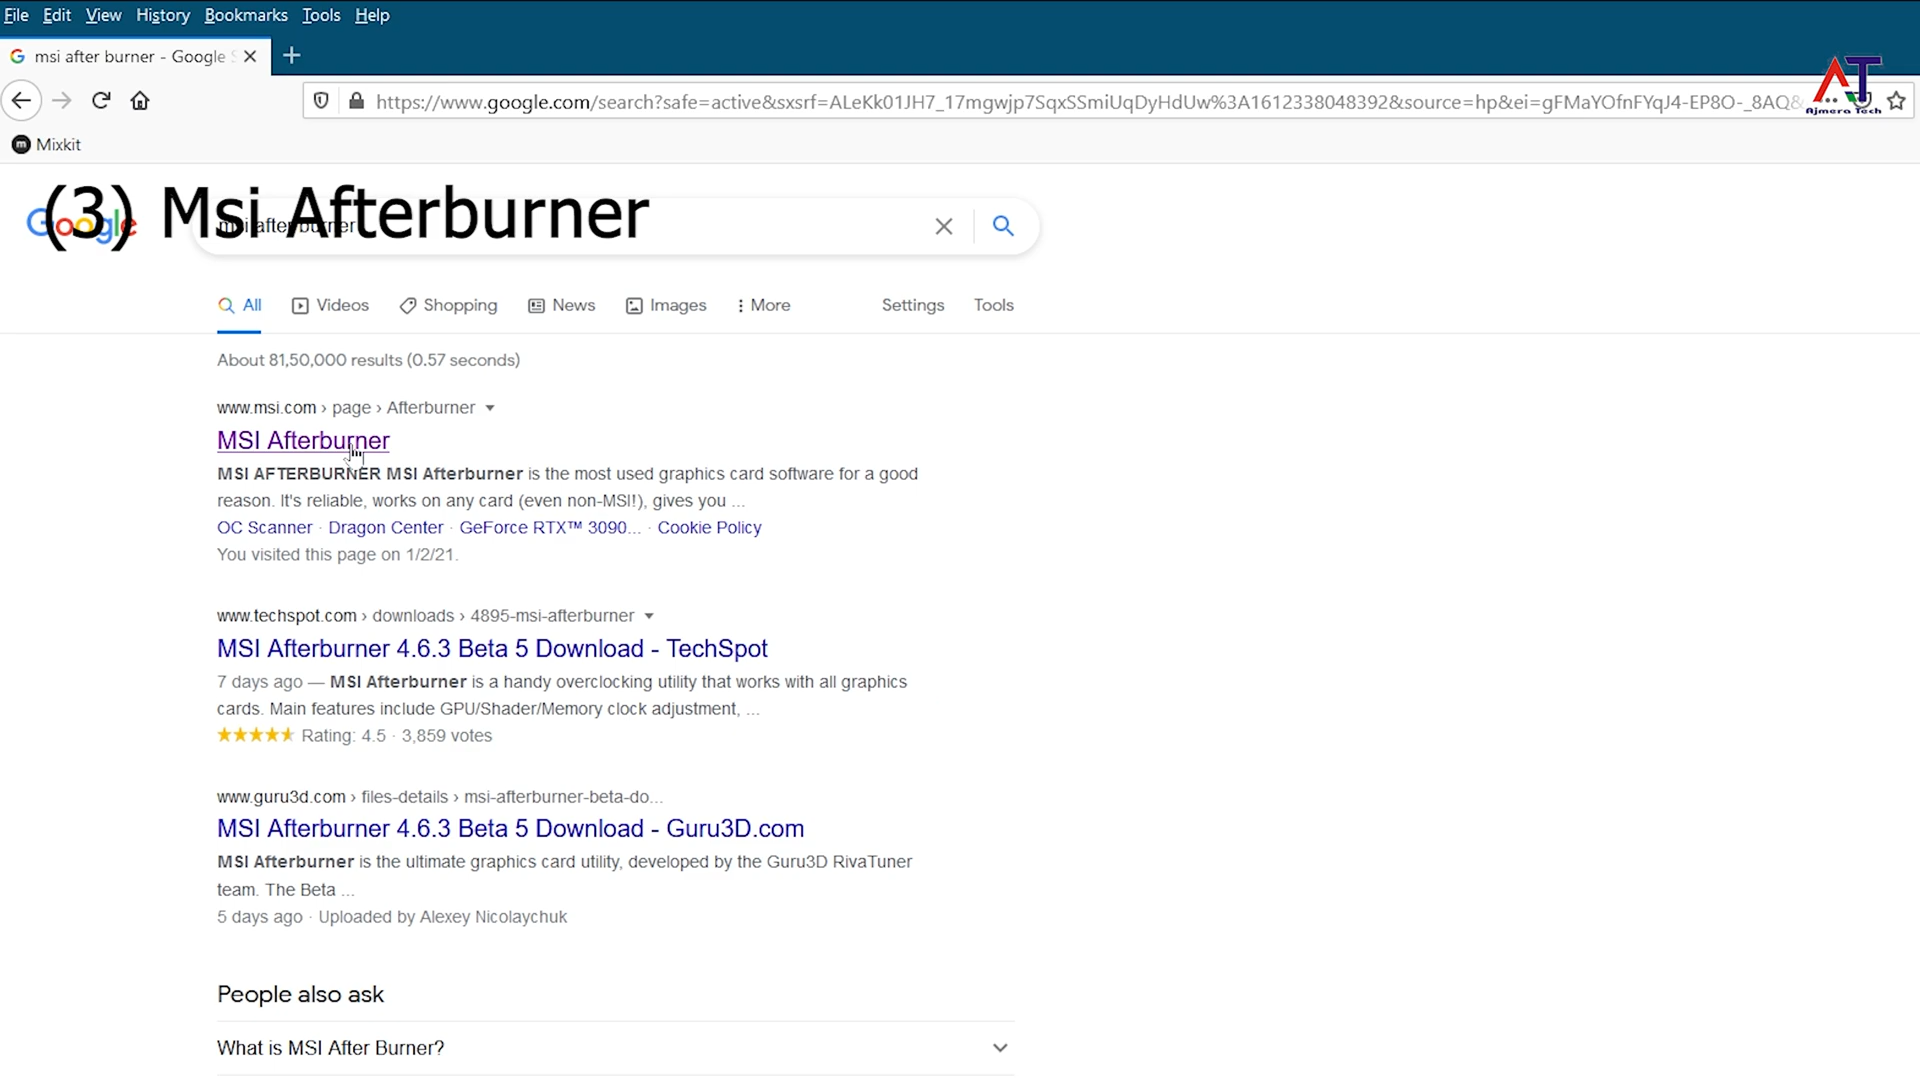 File Edit View History Bookmarks Tools Help
msi after burner - Google
https://www.google.com/search?safe=active&sxsrf=ALeKk01JH7_17mgwjp7SqxSSmiUqDyHdUw%3A1612338048392&source=hp&ei=gFMaYOfnFYqJ4-EP8O-_8AQ&
AT
Ajmera Tech
Mixkit
Google
(3) Msi Afterburner
msi after burner
All Videos Shopping News Images More Settings Tools
About 81,50,000 results (0.57 seconds)
www.msi.com › page › Afterburner
MSI Afterburner
MSI AFTERBURNER MSI Afterburner is the most used graphics card software for a good
reason. It's reliable, works on any card (even non-MSI!), gives you ...
OC Scanner · Dragon Center · GeForce RTX™ 3090... · Cookie Policy
You visited this page on 1/2/21.
www.techspot.com › downloads › 4895-msi-afterburner
MSI Afterburner 4.6.3 Beta 5 Download - TechSpot
7 days ago — MSI Afterburner is a handy overclocking utility that works with all graphics
cards. Main features include GPU/Shader/Memory clock adjustment, ...
Rating: 4.5 · 3,859 votes
www.guru3d.com › files-details › msi-afterburner-beta-do...
MSI Afterburner 4.6.3 Beta 5 Download - Guru3D.com
MSI Afterburner is the ultimate graphics card utility, developed by the Guru3D RivaTuner
team. The Beta ...
5 days ago · Uploaded by Alexey Nicolaychuk
People also ask
What is MSI After Burner?